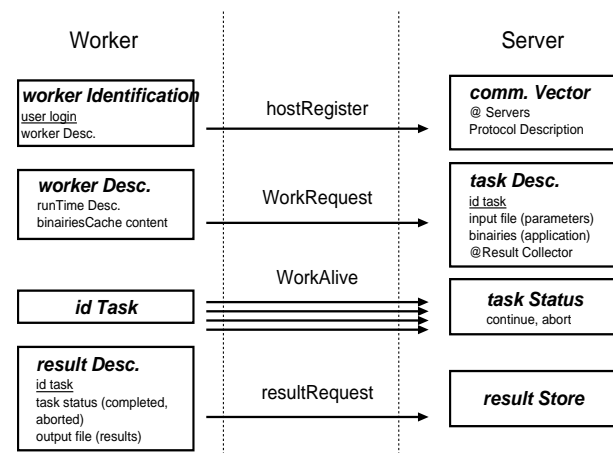 Worker
Server
worker Identification
user login
worker Desc.
hostRegister
comm. Vector
@ Servers
Protocol Description
worker Desc.
runTime Desc.
binairiesCache content
WorkRequest
task Desc.
id task
input file (parameters)
binairies (application)
@Result Collector
id Task
WorkAlive
task Status
continue, abort
result Desc.
id task
task status (completed,
aborted)
output file (results)
resultRequest
result Store